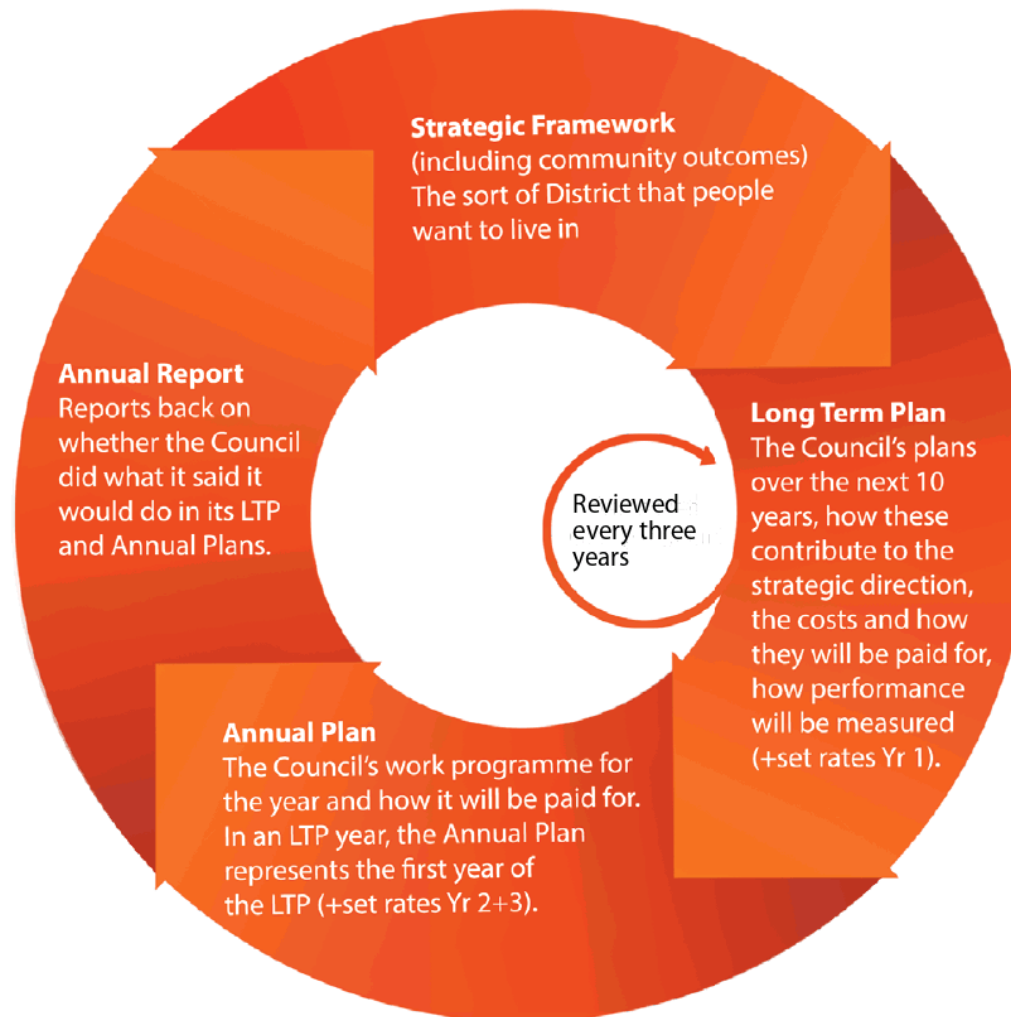 Strategic Framework
(including community outcomes)
The sort of District that people
want to live in
Long Term Plan
The Council's plans
over the next 10
years, how these
contribute to the
strategic direction,
the costs and how
they will be paid for,
how performance
will be measured
(+set rates Yr 1).
Reviewed
every three
years
Annual Plan
The Council's work programme for
the year and how it will be paid for.
In an LTP year, the Annual Plan
represents the first year of
the LTP (+set rates Yr 2+3).
Annual Report
Reports back on
whether the Council
did what it said it
would do in its LTP
and Annual Plans.